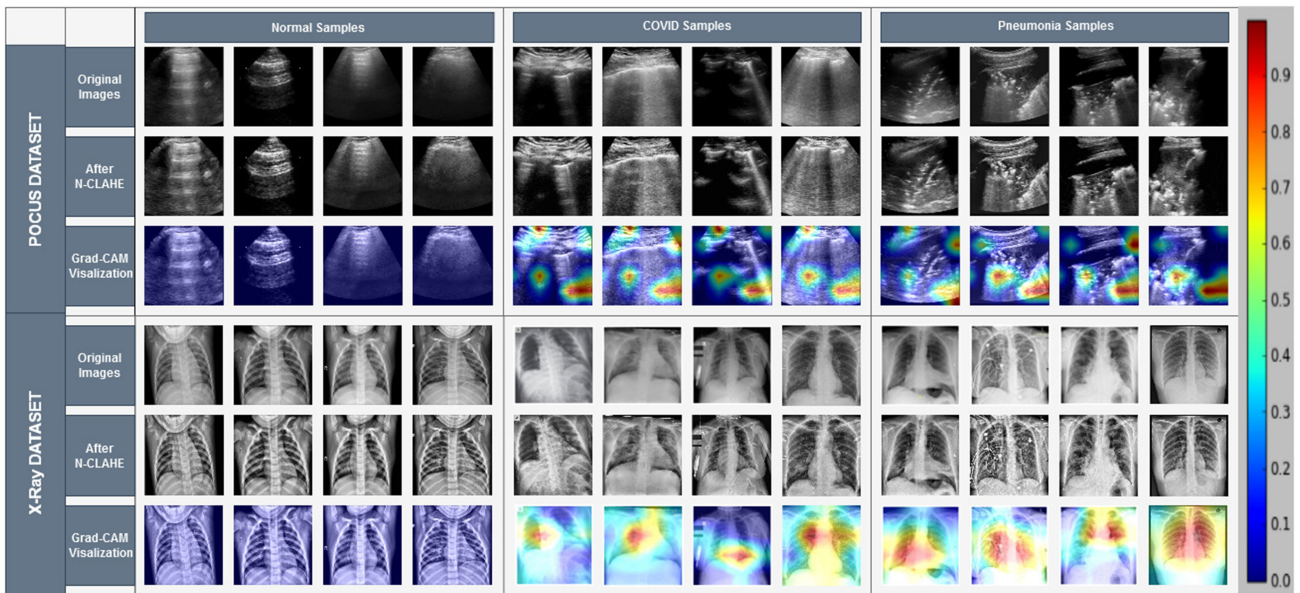 Normal Samples
COVID Samples
Pneumonia Samples
POCUS DATASET
Original
Images
After
N-CLAHE
Grad-CAM
Visalization
X-Ray DATASET
Original
Images
After
N-CLAHE
Grad-CAM
Visalization
0.9
0.8
0.7
0.6
0.5
0.4
0.3
0.2
0.1
0.0